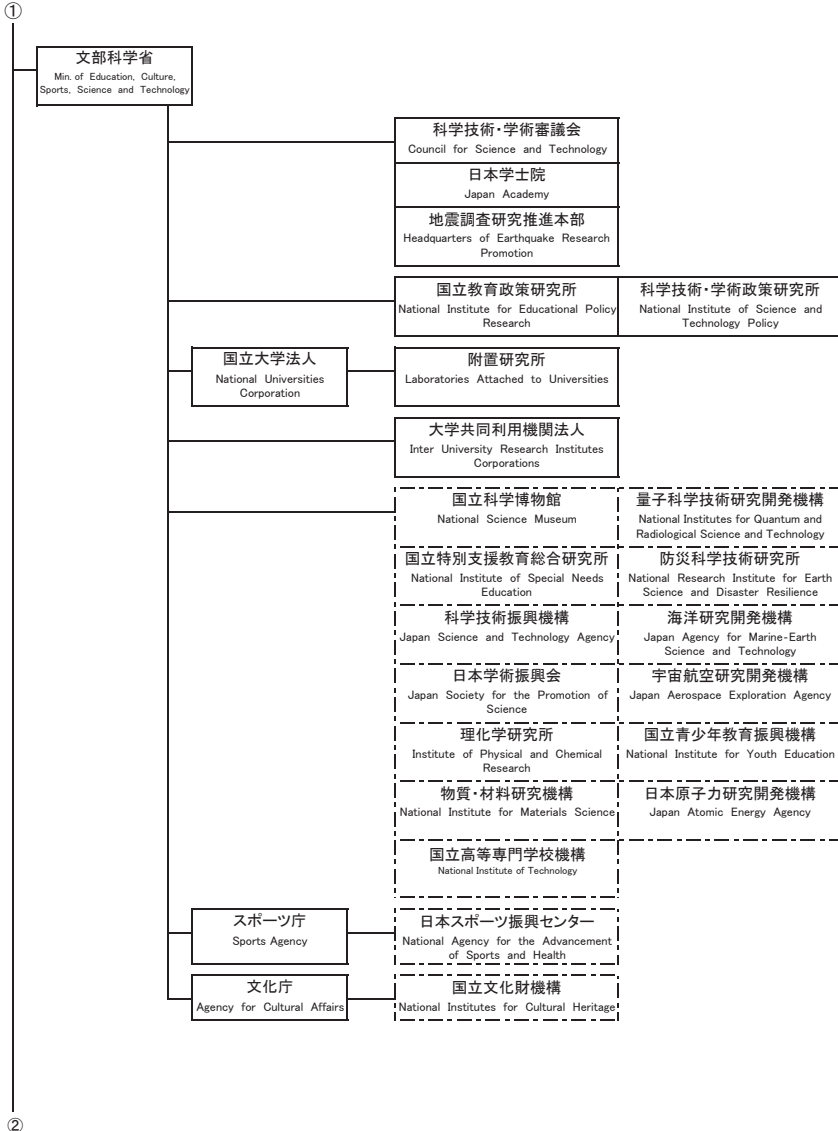 ①
文部科学省
Min. of Education, Culture,
Sports, Science and Technology
科学技術・学術審議会
Council for Science and Technology
日本学士院
Japan Academy
地震調査研究推進本部
Headquarters of Earthquake Research
Promotion
国立教育政策研究所
National Institute for Educational Policy
Research
科学技術・学術政策研究所
National Institute of Science and
Technology Policy
国立大学法人
National Universities
Corporation
附置研究所
Laboratories Attached to Universities
大学共同利用機関法人
Inter University Research Institutes
Corporations
国立科学博物館
National Science Museum
量子科学技術研究開発機構
National Institutes for Quantum and
Radiological Science and Technology
国立特別支援教育総合研究所
National Institute of Special Needs
Education
防災科学技術研究所
National Research Institute for Earth
Science and Disaster Resilience
科学技術振興機構
Japan Science and Technology Agency
海洋研究開発機構
Japan Agency for Marine-Earth
Science and Technology
日本学術振興会
Japan Society for the Promotion of
Science
宇宙航空研究開発機構
Japan Aerospace Exploration Agency
理化学研究所
Institute of Physical and Chemical
Research
国立青少年教育振興機構
National Institute for Youth Education
物質・材料研究機構
National Institute for Materials Science
日本原子力研究開発機構
Japan Atomic Energy Agency
国立高等専門学校機構
National Institute of Technology
スポーツ庁
Sports Agency
日本スポーツ振興センター
National Agency for the Advancement
of Sports and Health
文化庁
Agency for Cultural Affairs
国立文化財機構
National Institutes for Cultural Heritage
②